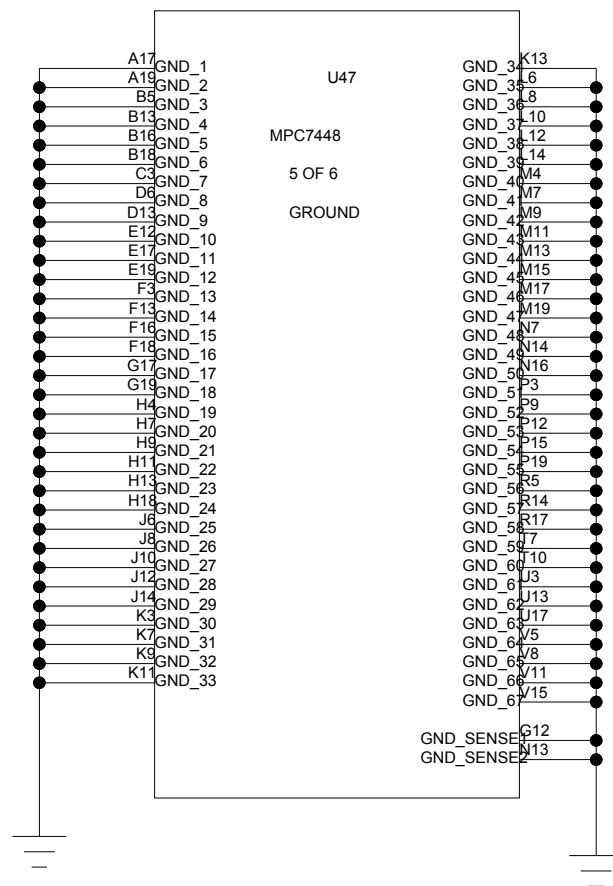 U47
MPC7448
5 OF 6
GROUND
A17 GND_1
A19 GND_2
B5 GND_3
B13 GND_4
B16 GND_5
B18 GND_6
C3 GND_7
D6 GND_8
D13 GND_9
E12 GND_10
E17 GND_11
E19 GND_12
F3 GND_13
F13 GND_14
F16 GND_15
F18 GND_16
G17 GND_17
G19 GND_18
H4 GND_19
H7 GND_20
H9 GND_21
H11 GND_22
H13 GND_23
H18 GND_24
J6 GND_25
J8 GND_26
J10 GND_27
J12 GND_28
J14 GND_29
K3 GND_30
K7 GND_31
K9 GND_32
K11 GND_33
GND_34 K13
GND_35 L6
GND_36 L8
GND_37 L10
GND_38 L12
GND_39 L14
GND_40 M4
GND_41 M7
GND_42 M9
GND_43 M11
GND_44 M13
GND_45 M15
GND_46 M17
GND_47 M19
GND_48 N7
GND_49 N14
GND_50 N16
GND_51 P3
GND_52 P9
GND_53 P12
GND_54 P15
GND_55 P19
GND_56 R5
GND_57 R14
GND_58 R17
GND_59 T7
GND_60 T10
GND_61 U3
GND_62 U13
GND_63 U17
GND_64 V5
GND_65 V8
GND_66 V11
GND_67 V15
GND_SENSE1 G12
GND_SENSE2 N13